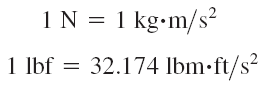 1 N = 1 kg·m/s²
1 lbf = 32.174 lbm·ft/s²